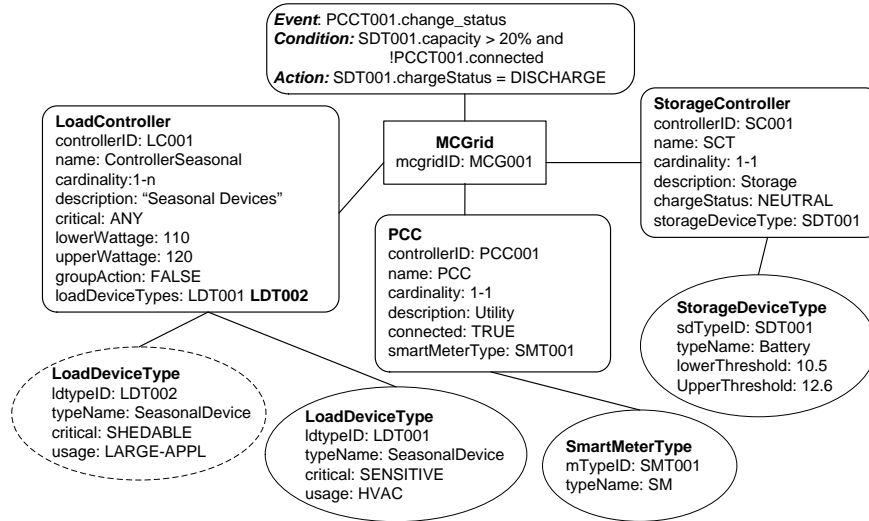 Event: PCCT001.change_status
Condition: SDT001.capacity > 20% and
!PCCT001.connected
Action: SDT001.chargeStatus = DISCHARGE
LoadController
controllerID: LC001
name: ControllerSeasonal
cardinality:1-n
description: “Seasonal Devices”
critical: ANY
lowerWattage: 110
upperWattage: 120
groupAction: FALSE
loadDeviceTypes: LDT001 LDT002
MCGrid
mcgridID: MCG001
StorageController
controllerID: SC001
name: SCT
cardinality: 1-1
description: Storage
chargeStatus: NEUTRAL
storageDeviceType: SDT001
PCC
controllerID: PCC001
name: PCC
cardinality: 1-1
description: Utility
connected: TRUE
smartMeterType: SMT001
StorageDeviceType
sdTypeID: SDT001
typeName: Battery
lowerThreshold: 10.5
UpperThreshold: 12.6
LoadDeviceType
ldtypeID: LDT002
typeName: SeasonalDevice
critical: SHEDABLE
usage: LARGE-APPL
LoadDeviceType
ldtypeID: LDT001
typeName: SeasonalDevice
critical: SENSITIVE
usage: HVAC
SmartMeterType
mTypeID: SMT001
typeName: SM